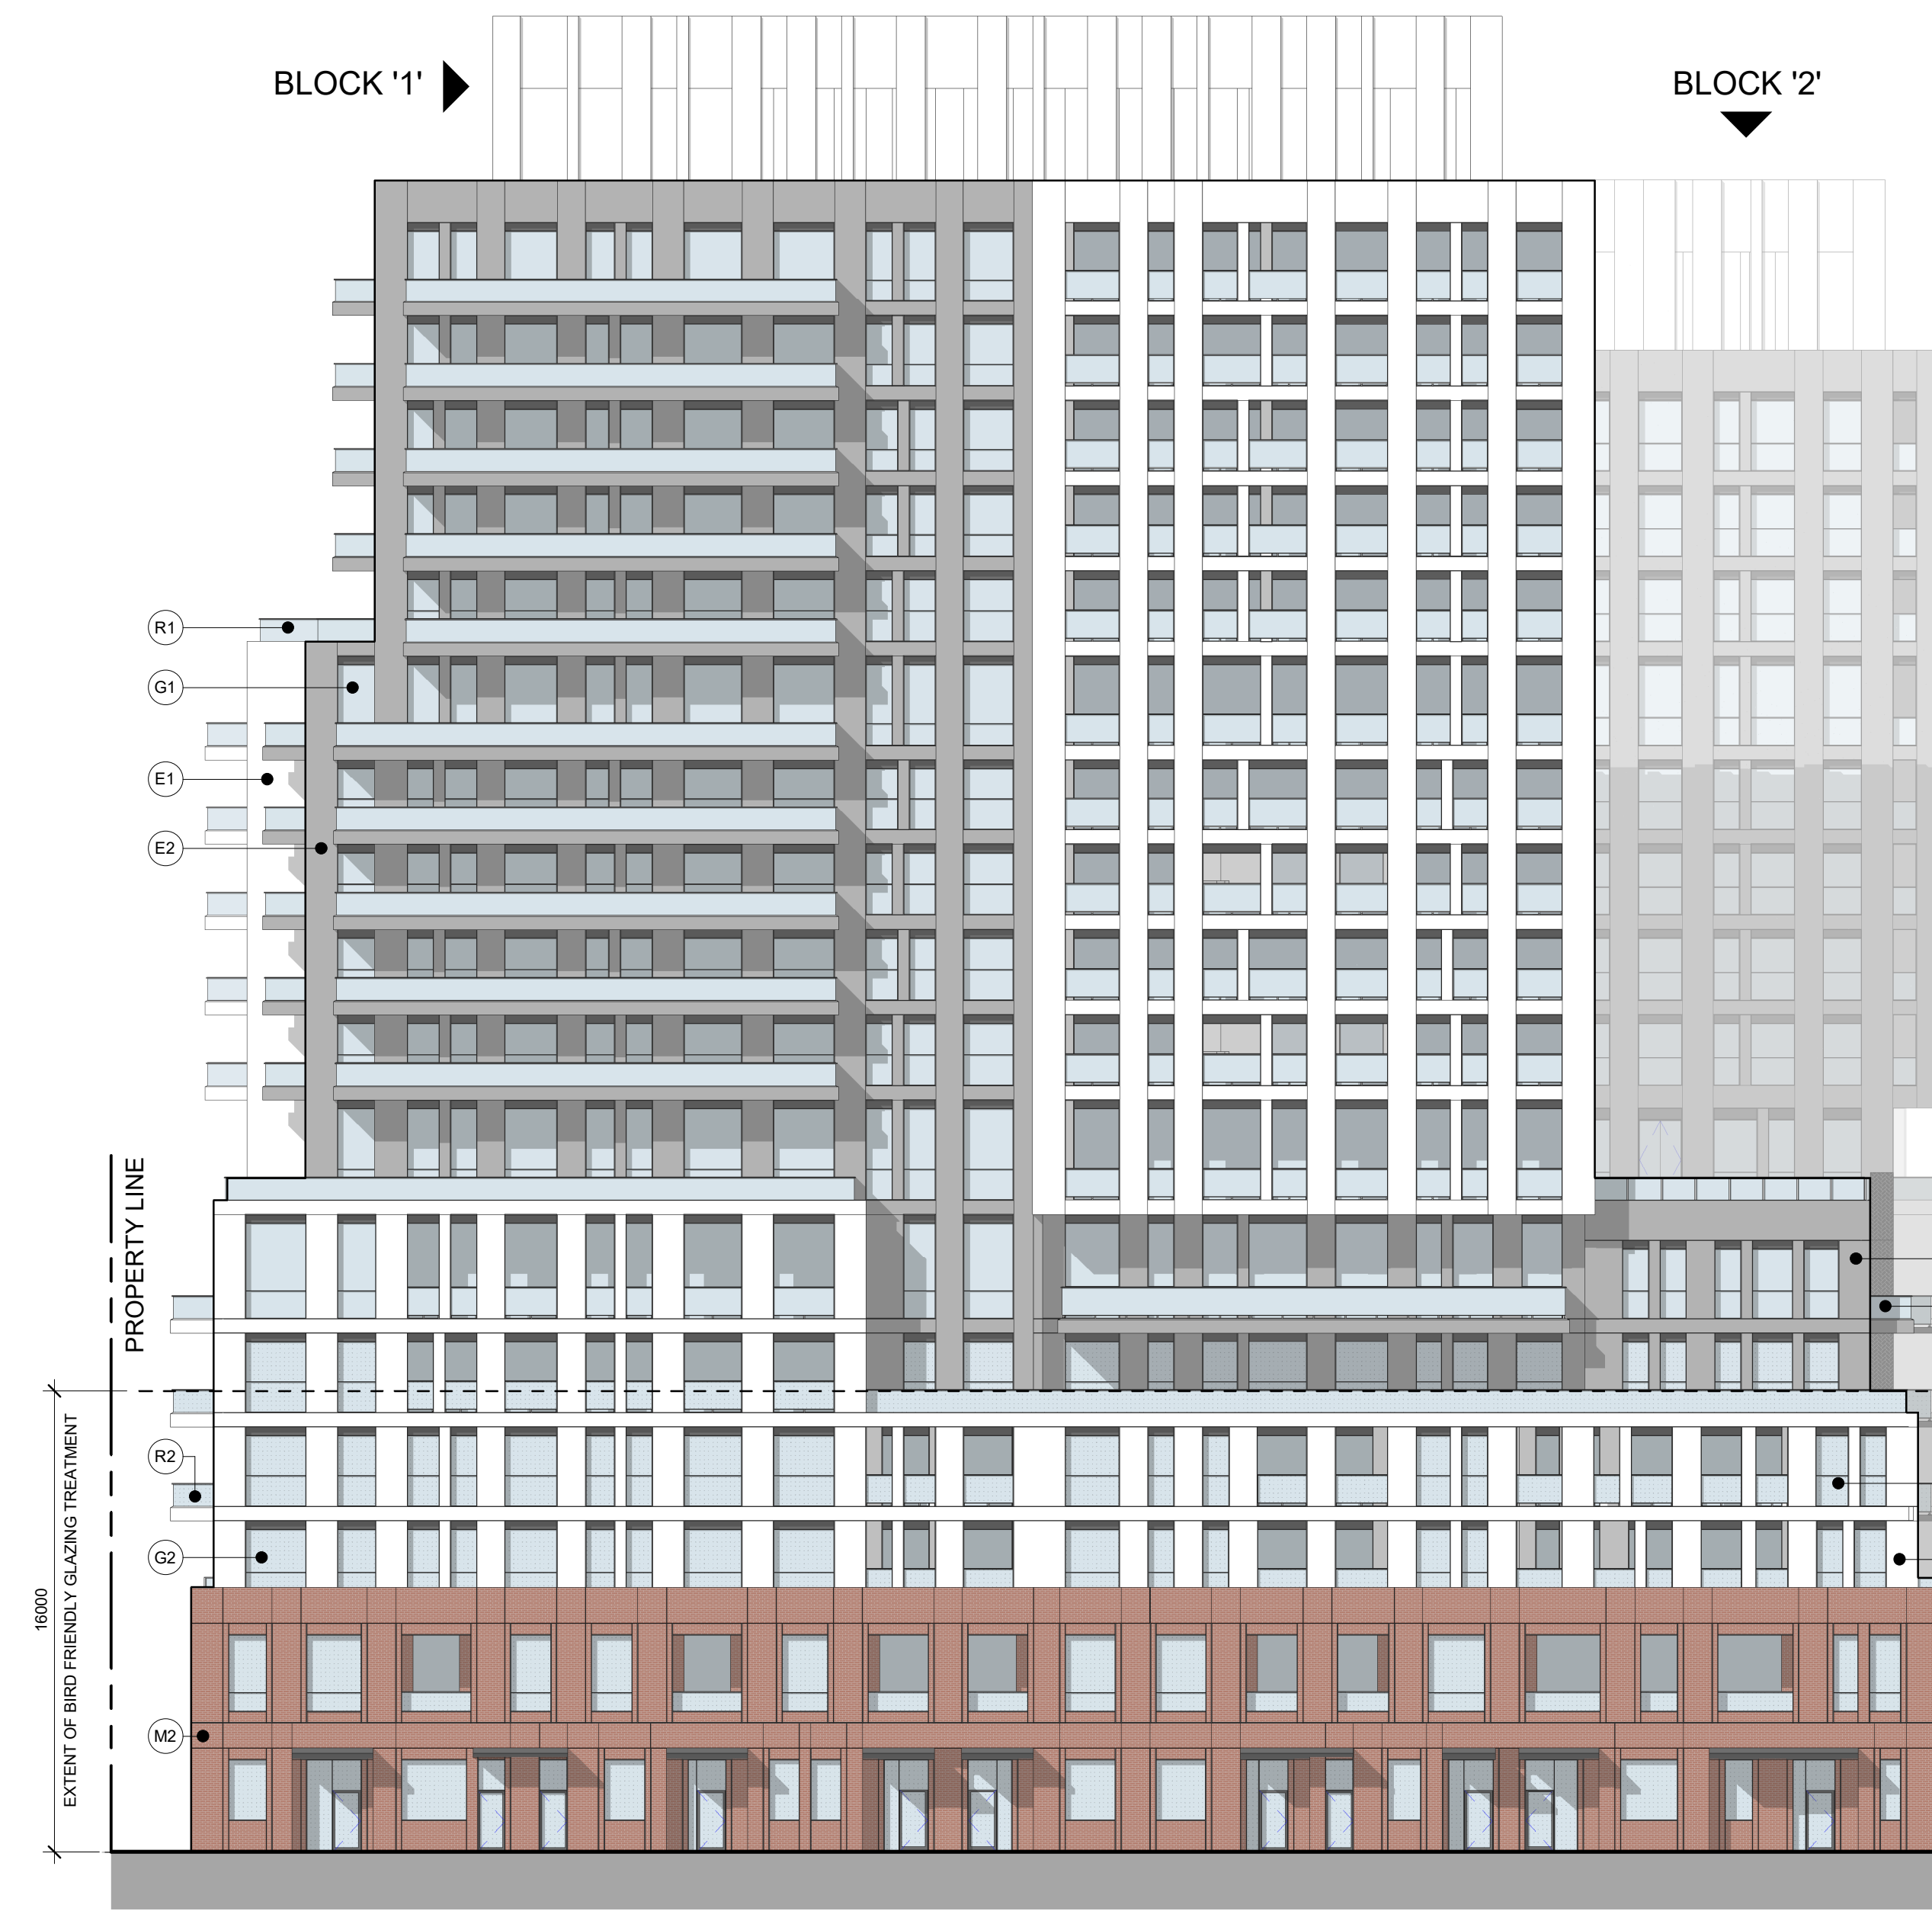 BLOCK '1'
BLOCK '2'
R1
G1
E1
E2
PROPERTY LINE
R2
G2
16000
EXTENT OF BIRD FRIENDLY GLAZING TREATMENT
M2